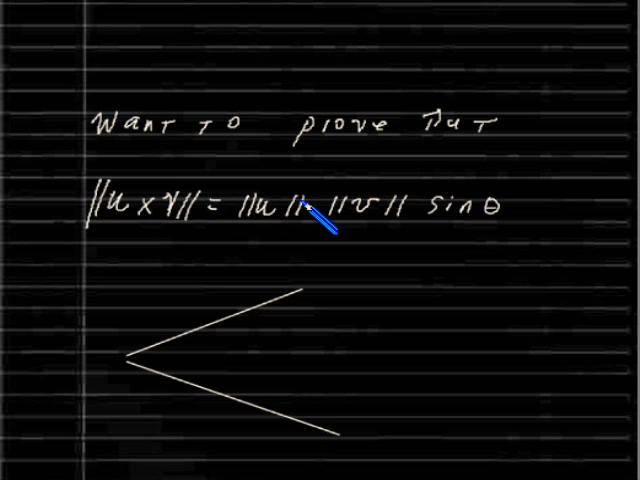 Want to prove that
||u x v|| = ||u|| ||v|| sin θ